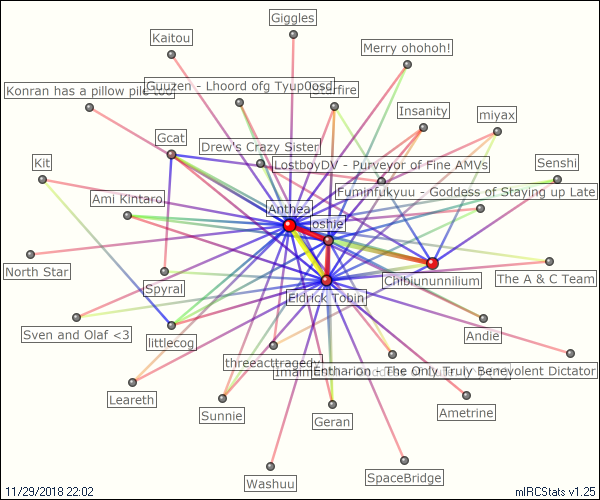 Giggles
Kaitou
Merry ohohoh!
Konran has a pillow pile too
Guuzen - Lhoord ofg Tyup0osd
Starfire
Insanity
miyax
Gcat
Drew's Crazy Sister
LostboyDV - Purveyor of Fine AMVs
Kit
Senshi
Ami Kintaro
Fuminfukyuu - Goddess of Staying up Late
Anthea
Joshie
North Star
Spyral
Chibiununnilium
The A & C Team
Eldrick Tobin
Sven and Olaf <3
littlecog
Andie
threeacttragedy
Entharion - The Only Truly Benevolent Dictator
Leareth
Sunnie
Geran
Ametrine
Washuu
SpaceBridge
11/29/2018 22:02
mIRCStats v1.25